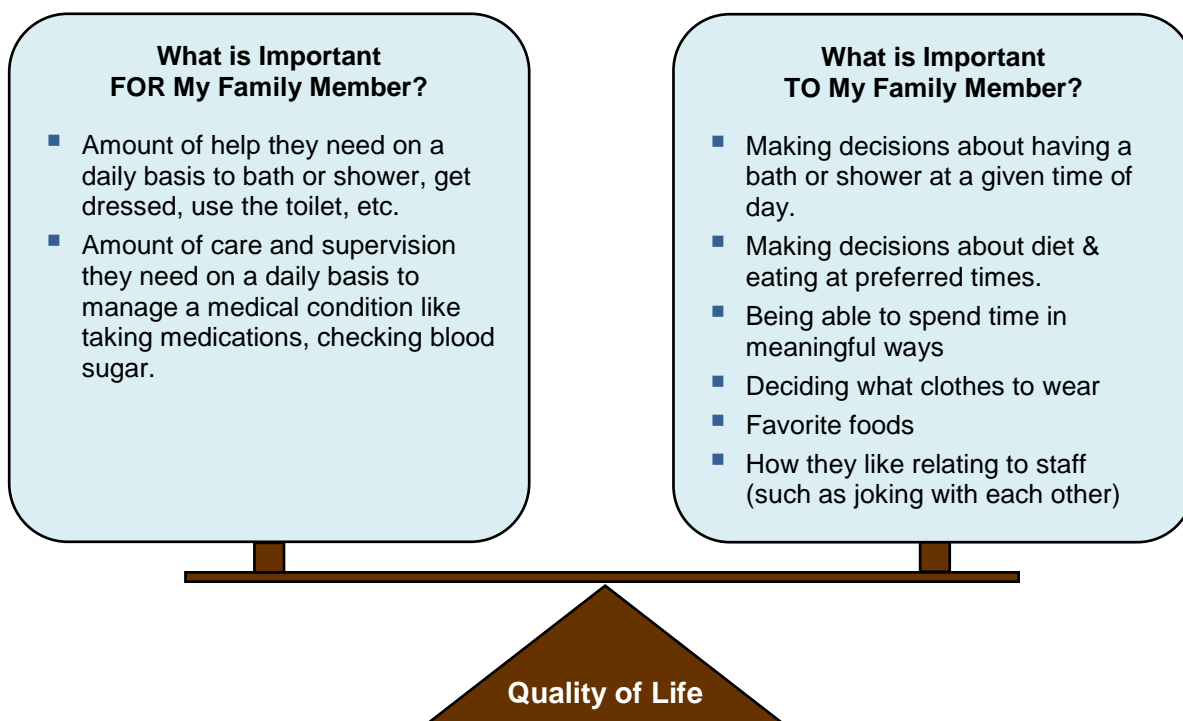 What is Important
FOR My Family Member?
■ Amount of help they need on a
daily basis to bath or shower, get
dressed, use the toilet, etc.
■ Amount of care and supervision
they need on a daily basis to
manage a medical condition like
taking medications, checking blood
sugar.
What is Important
TO My Family Member?
■ Making decisions about having a
bath or shower at a given time of
day.
■ Making decisions about diet &
eating at preferred times.
■ Being able to spend time in
meaningful ways
■ Deciding what clothes to wear
■ Favorite foods
■ How they like relating to staff
(such as joking with each other)
Quality of Life